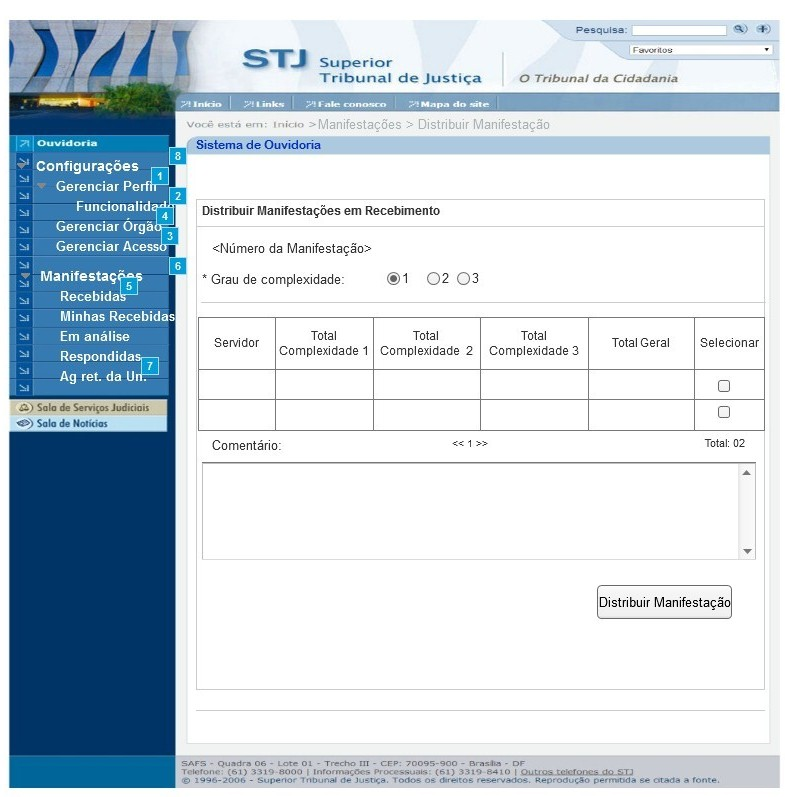 Pesquisa:
Favoritos
STJ Superior
Tribunal de Justiça
O Tribunal da Cidadania
Início Links Fale conosco Mapa do site
Você está em: Início > Manifestações > Distribuir Manifestação
Ouvidoria
8
Configurações
1
Gerenciar Perfil
2
Funcionalidade
4
Gerenciar Órgão
3
Gerenciar Acesso
6
Manifestações
5
Recebidas
Minhas Recebidas
Em análise
Respondidas
7
Ag ret. da Un.
Sala de Serviços Judiciais
Sala de Notícias
Sistema de Ouvidoria
Distribuir Manifestações em Recebimento
<Número da Manifestação>
* Grau de complexidade: 1 2 3
Servidor Total Complexidade 1 Total Complexidade 2 Total Complexidade 3 Total Geral Selecionar
Comentário: << 1 >> Total: 02
Distribuir Manifestação
SAFS - Quadra 06 - Lote 01 - Trecho III - CEP: 70095-900 - Brasília - DF
Telefone: (61) 3319-8000 | Informações Processuais: (61) 3319-8410 | Outros telefones do STJ
© 1996-2006 - Superior Tribunal de Justiça. Todos os direitos reservados. Reprodução permitida se citada a fonte.